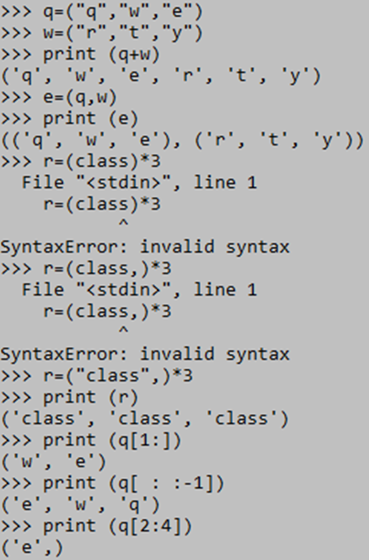 >>> q=("q","w","e")
>>> w=("r","t","y")
>>> print (q+w)
('q', 'w', 'e', 'r', 't', 'y')
>>> e=(q,w)
>>> print (e)
(('q', 'w', 'e'), ('r', 't', 'y'))
>>> r=(class)*3
  File "<stdin>", line 1
    r=(class)*3
           ^
SyntaxError: invalid syntax
>>> r=(class,)*3
  File "<stdin>", line 1
    r=(class,)*3
           ^
SyntaxError: invalid syntax
>>> r=("class",)*3
>>> print (r)
('class', 'class', 'class')
>>> print (q[1:])
('w', 'e')
>>> print (q[ : :-1])
('e', 'w', 'q')
>>> print (q[2:4])
('e',)